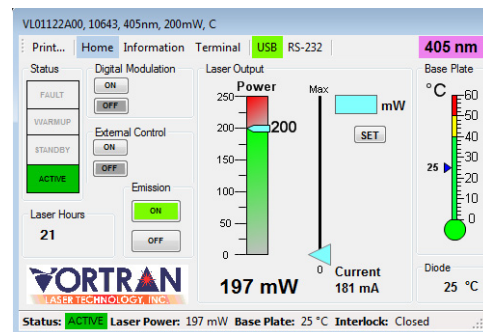 VL01122A00, 10643, 405nm, 200mW, C
Print... Home Information Terminal USB RS-232 405 nm
Status Digital Modulation Laser Output Base Plate
FAULT
WARMUP
STANDBY
ACTIVE
ON
OFF
External Control
ON
OFF
Emission
ON
OFF
Laser Hours
21
VORTRAN
LASER TECHNOLOGY, INC.
Power
250
200
150
100
50
0
200
197 mW
Max
0
mW
SET
Current
181 mA
°C
60
50
40
30
20
10
0
25
Diode
25 °C
Status: ACTIVE Laser Power: 197 mW Base Plate: 25 °C Interlock: Closed